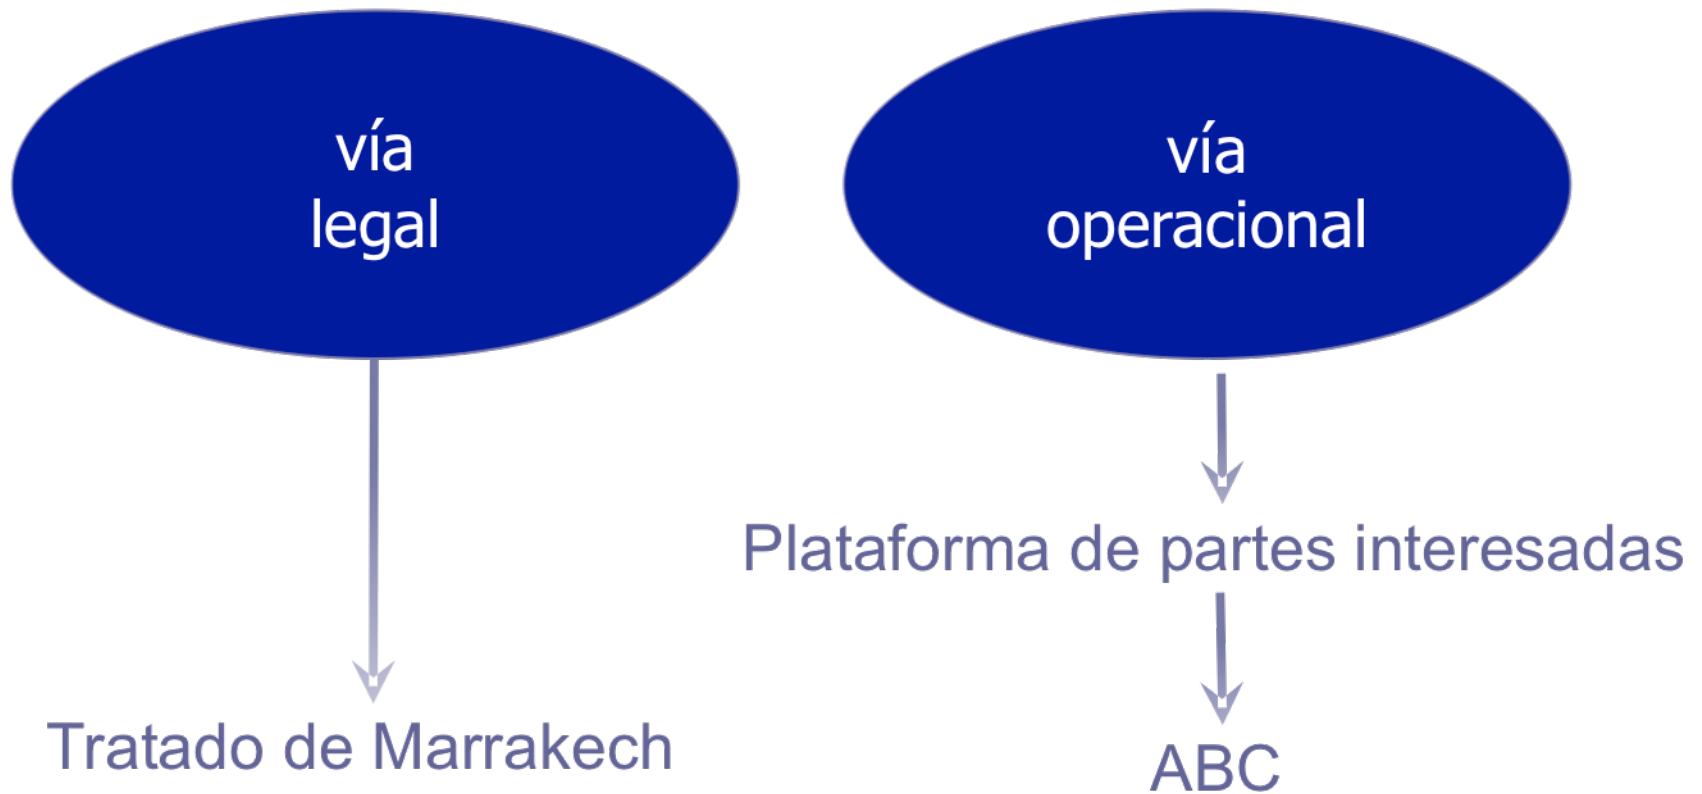 vía
legal
vía
operacional
Plataforma de partes interesadas
Tratado de Marrakech
ABC